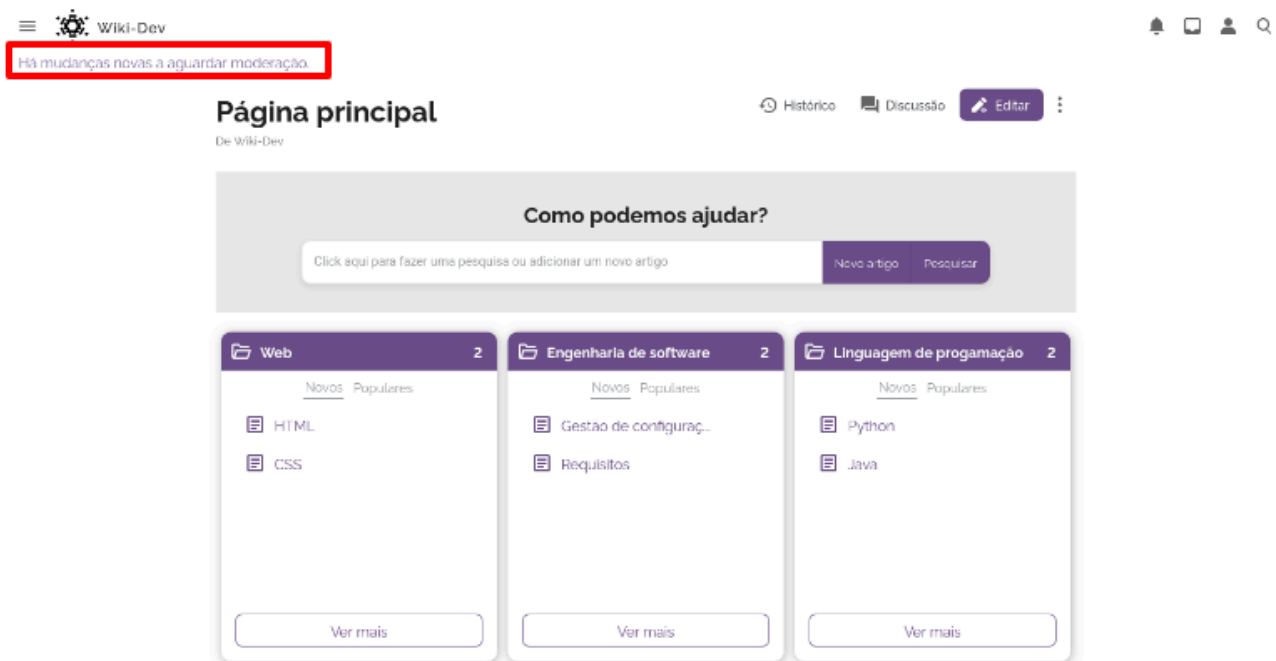 Wiki-Dev
Há mudanças novas a aguardar moderação.
Página principal
Histórico Discussão Editar
De Wiki-Dev
Como podemos ajudar?
Click aqui para fazer uma pesquisa ou adicionar um novo artigo Novo artigo Pesquisar
Web 2
Novos Populares
HTML
CSS
Ver mais
Engenharia de software 2
Novos Populares
Gestão de configuraç...
Requisitos
Ver mais
Linguagem de progamação 2
Novos Populares
Python
Java
Ver mais